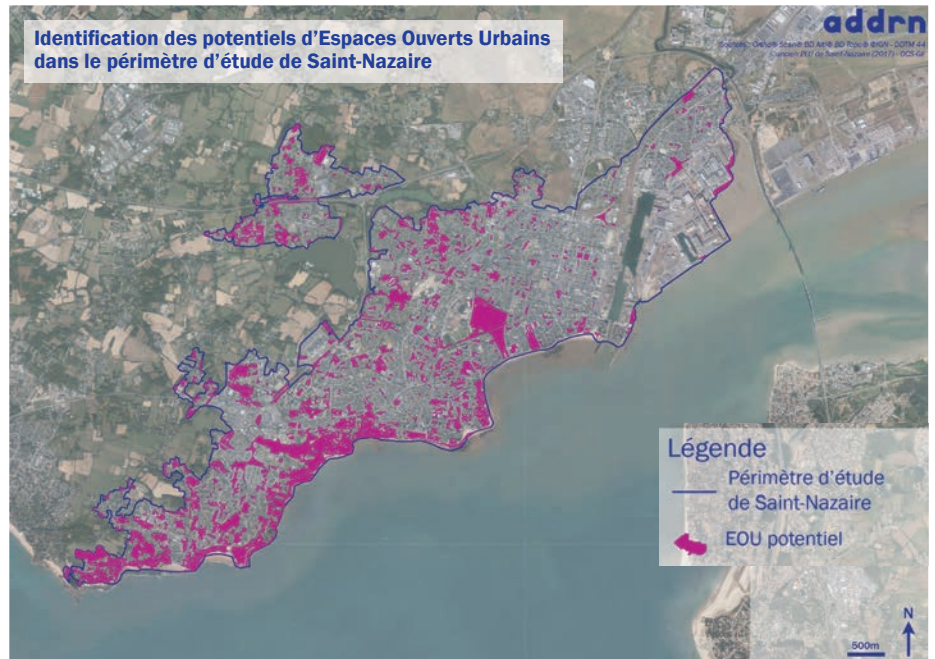 Identification des potentiels d'Espaces Ouverts Urbains
dans le périmètre d'étude de Saint-Nazaire
addrn
Légende
Périmètre d'étude
de Saint-Nazaire
EOU potentiel
500m
N